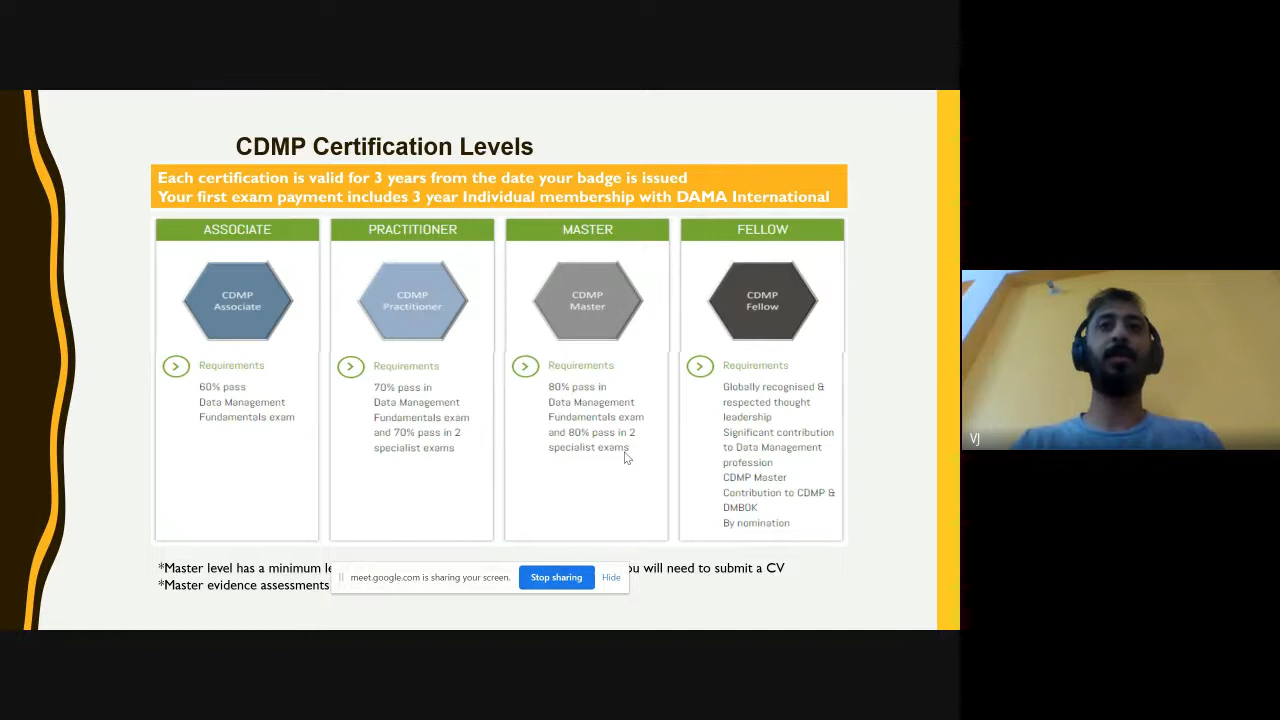 CDMP Certification Levels
Each certification is valid for 3 years from the date your badge is issued
Your first exam payment includes 3 year Individual membership with DAMA International
ASSOCIATE
CDMP
Associate
Requirements
60% pass
Data Management
Fundamentals exam
PRACTITIONER
CDMP
Practitioner
Requirements
70% pass in
Data Management
Fundamentals exam
and 70% pass in 2
specialist exams
MASTER
CDMP
Master
Requirements
80% pass in
Data Management
Fundamentals exam
and 80% pass in 2
specialist exams
FELLOW
CDMP
Fellow
Requirements
Globally recognised &
respected thought
leadership
Significant contribution
to Data Management
profession
CDMP Master
Contribution to CDMP &
DMBOK
By nomination
*Master level has a minimum will need to submit a CV
*Master evidence assessments
meet.google.com is sharing your screen.
Stop sharing
Hide
VJ